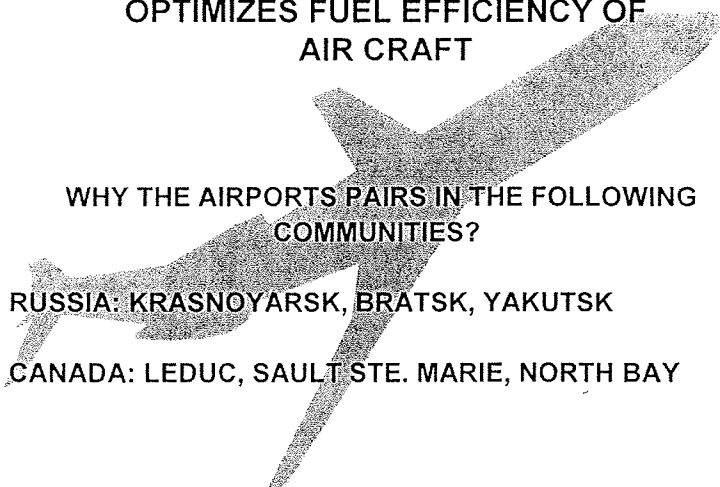 OPTIMIZES FUEL EFFICIENCY OF
AIR CRAFT
WHY THE AIRPORTS PAIRS IN THE FOLLOWING
COMMUNITIES?
RUSSIA: KRASNOYARSK, BRATSK, YAKUTSK
CANADA: LEDUC, SAULT STE. MARIE, NORTH BAY